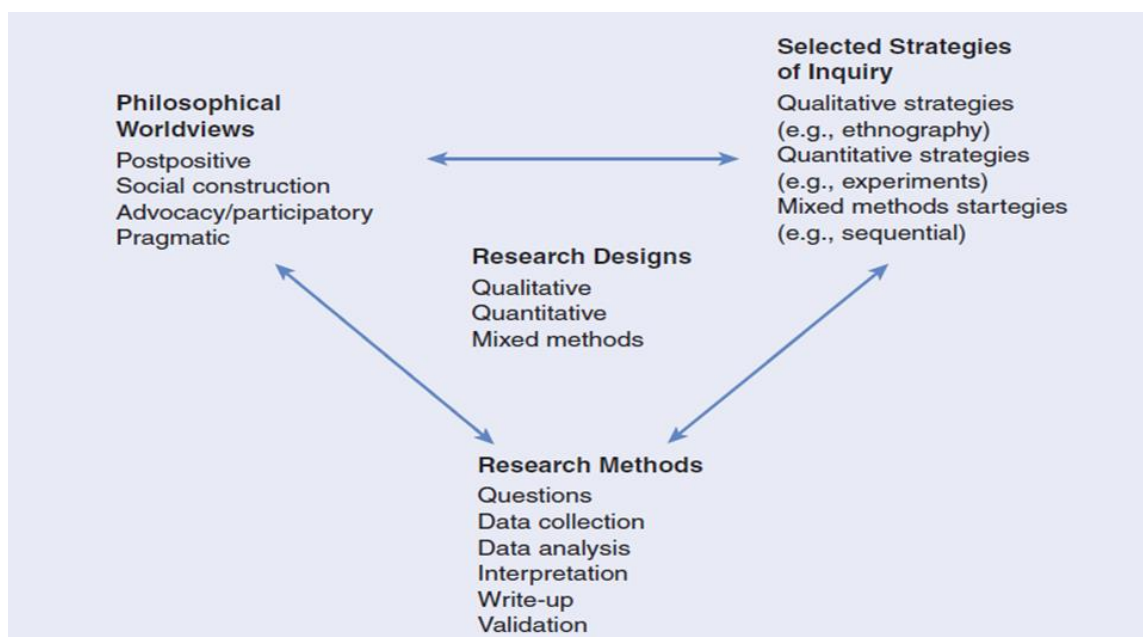 Philosophical
Worldviews
Postpositive
Social construction
Advocacy/participatory
Pragmatic
Selected Strategies
of Inquiry
Qualitative strategies
(e.g., ethnography)
Quantitative strategies
(e.g., experiments)
Mixed methods startegies
(e.g., sequential)
Research Designs
Qualitative
Quantitative
Mixed methods
Research Methods
Questions
Data collection
Data analysis
Interpretation
Write-up
Validation